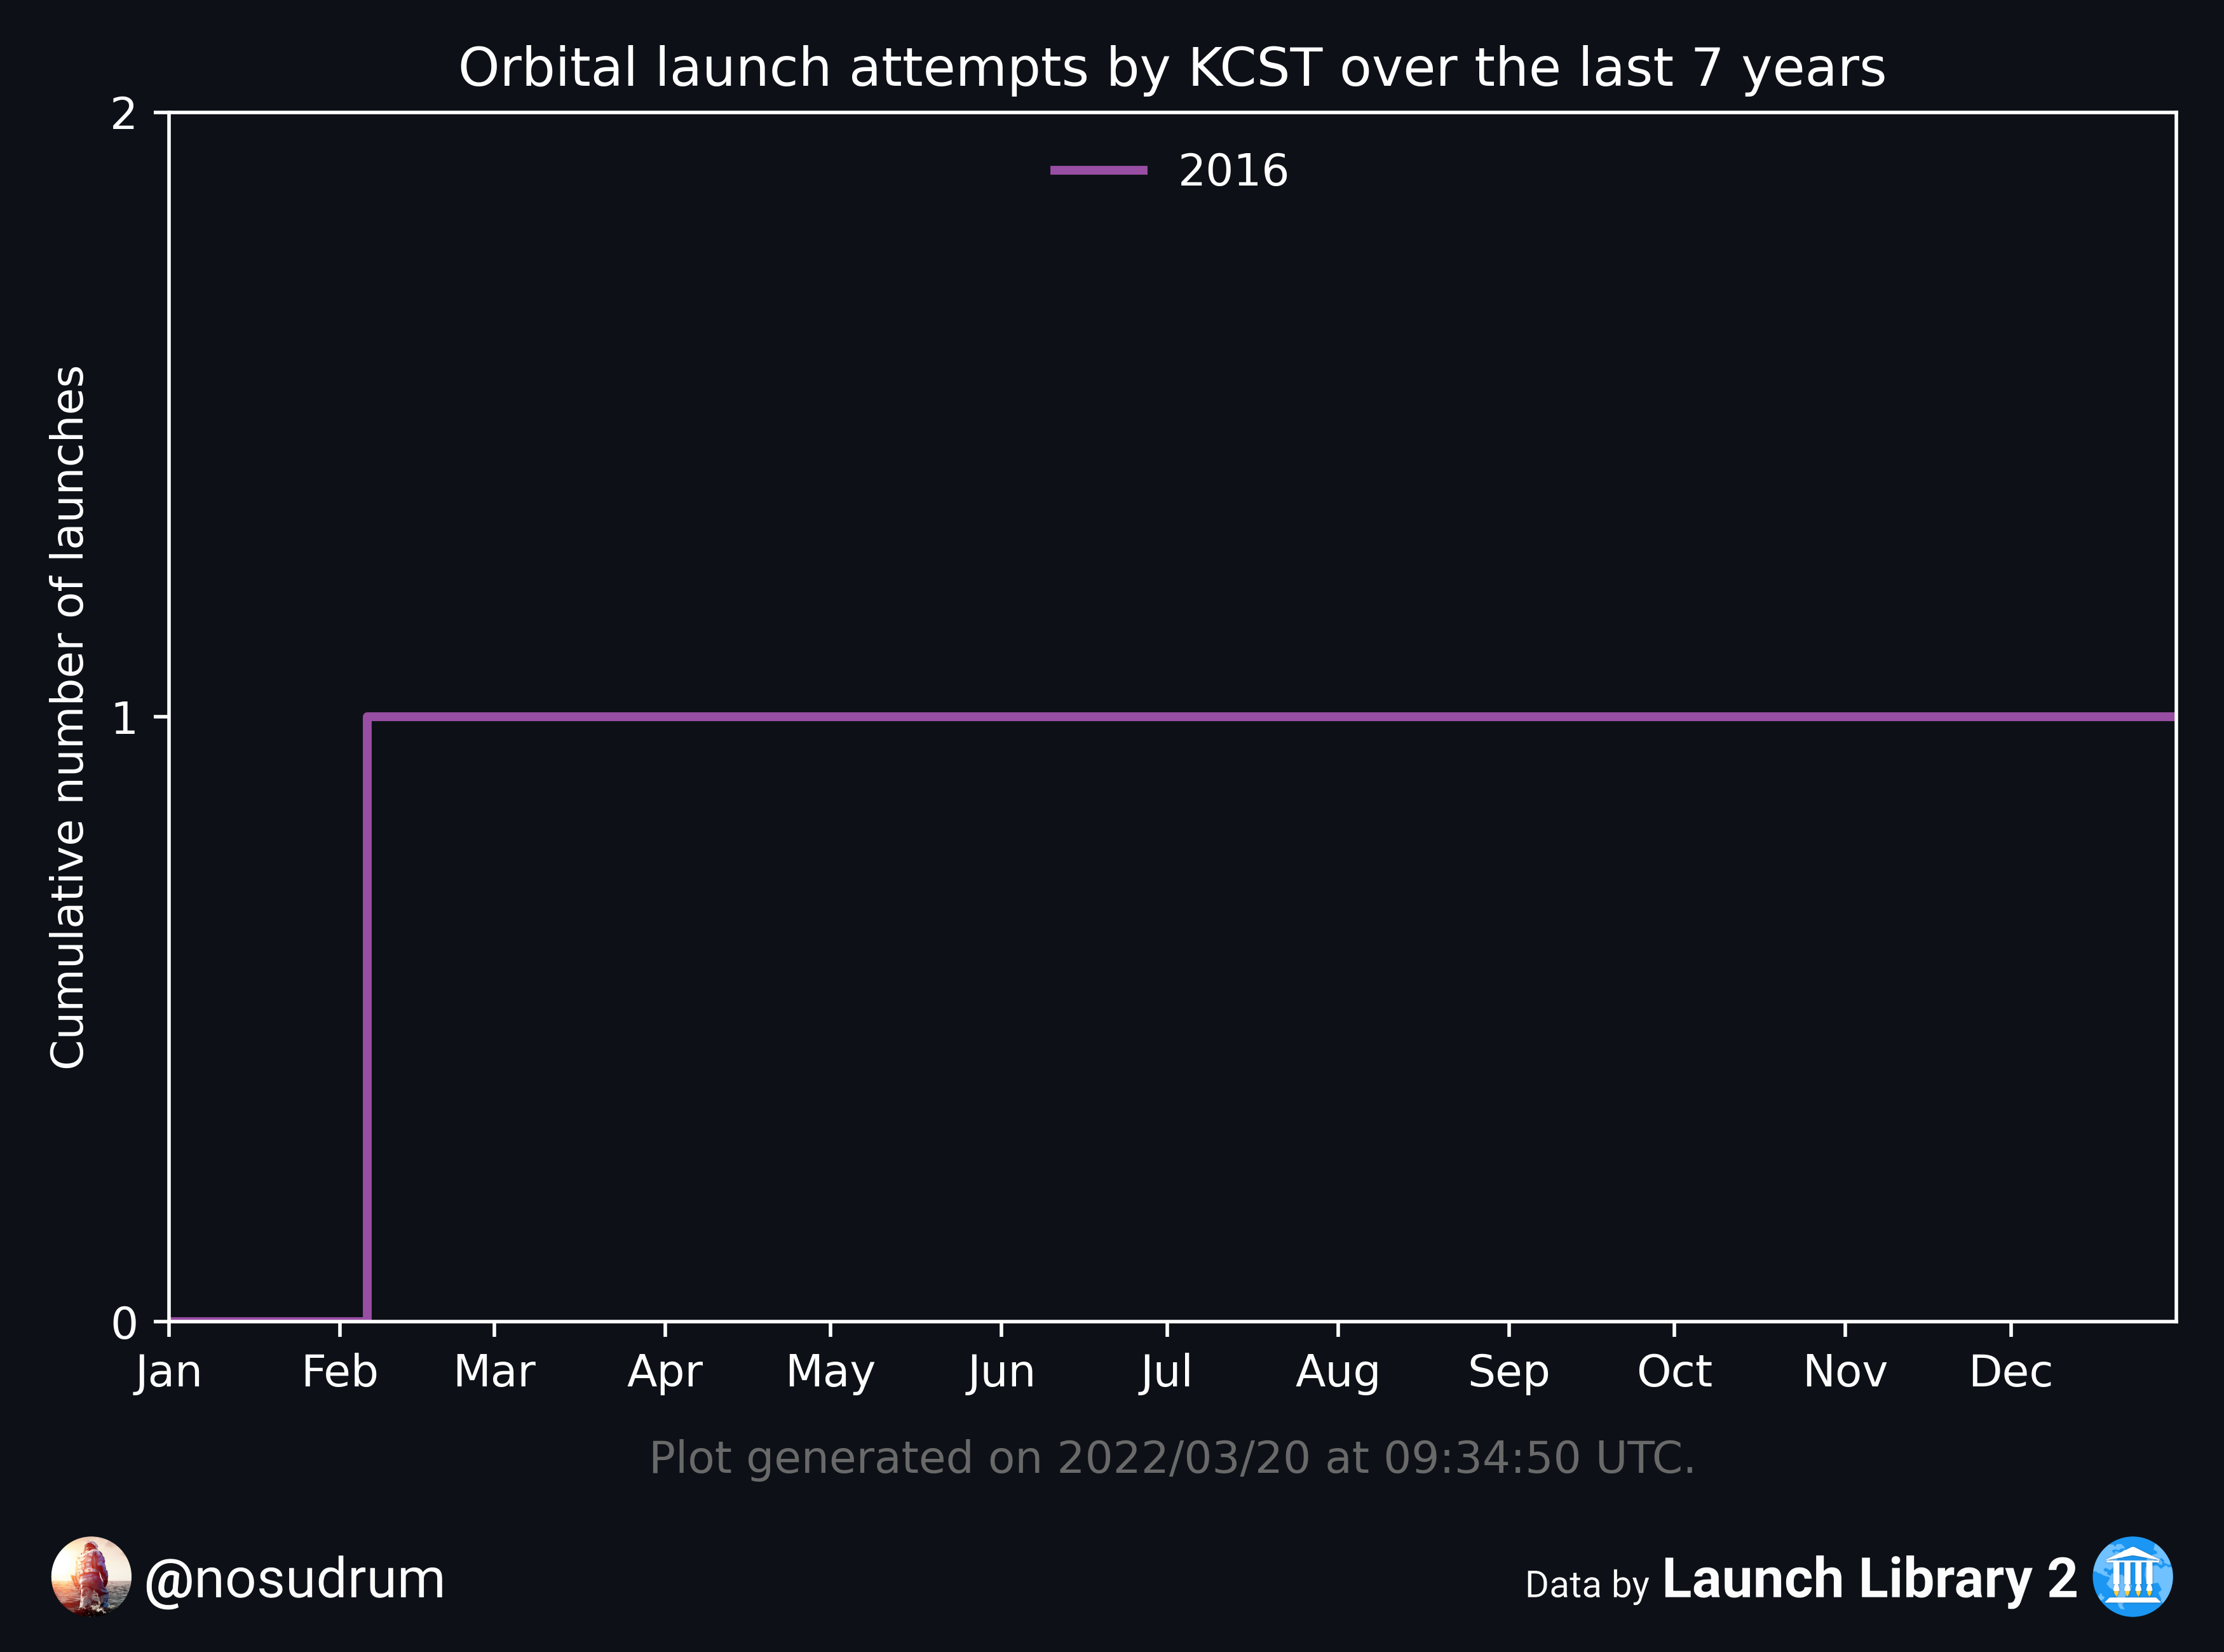 Orbital launch attempts by KCST over the last 7 years
2016
Cumulative number of launches
2
1
0
Jan Feb Mar Apr May Jun Jul Aug Sep Oct Nov Dec
Plot generated on 2022/03/20 at 09:34:50 UTC.
@nosudrum
Data by Launch Library 2